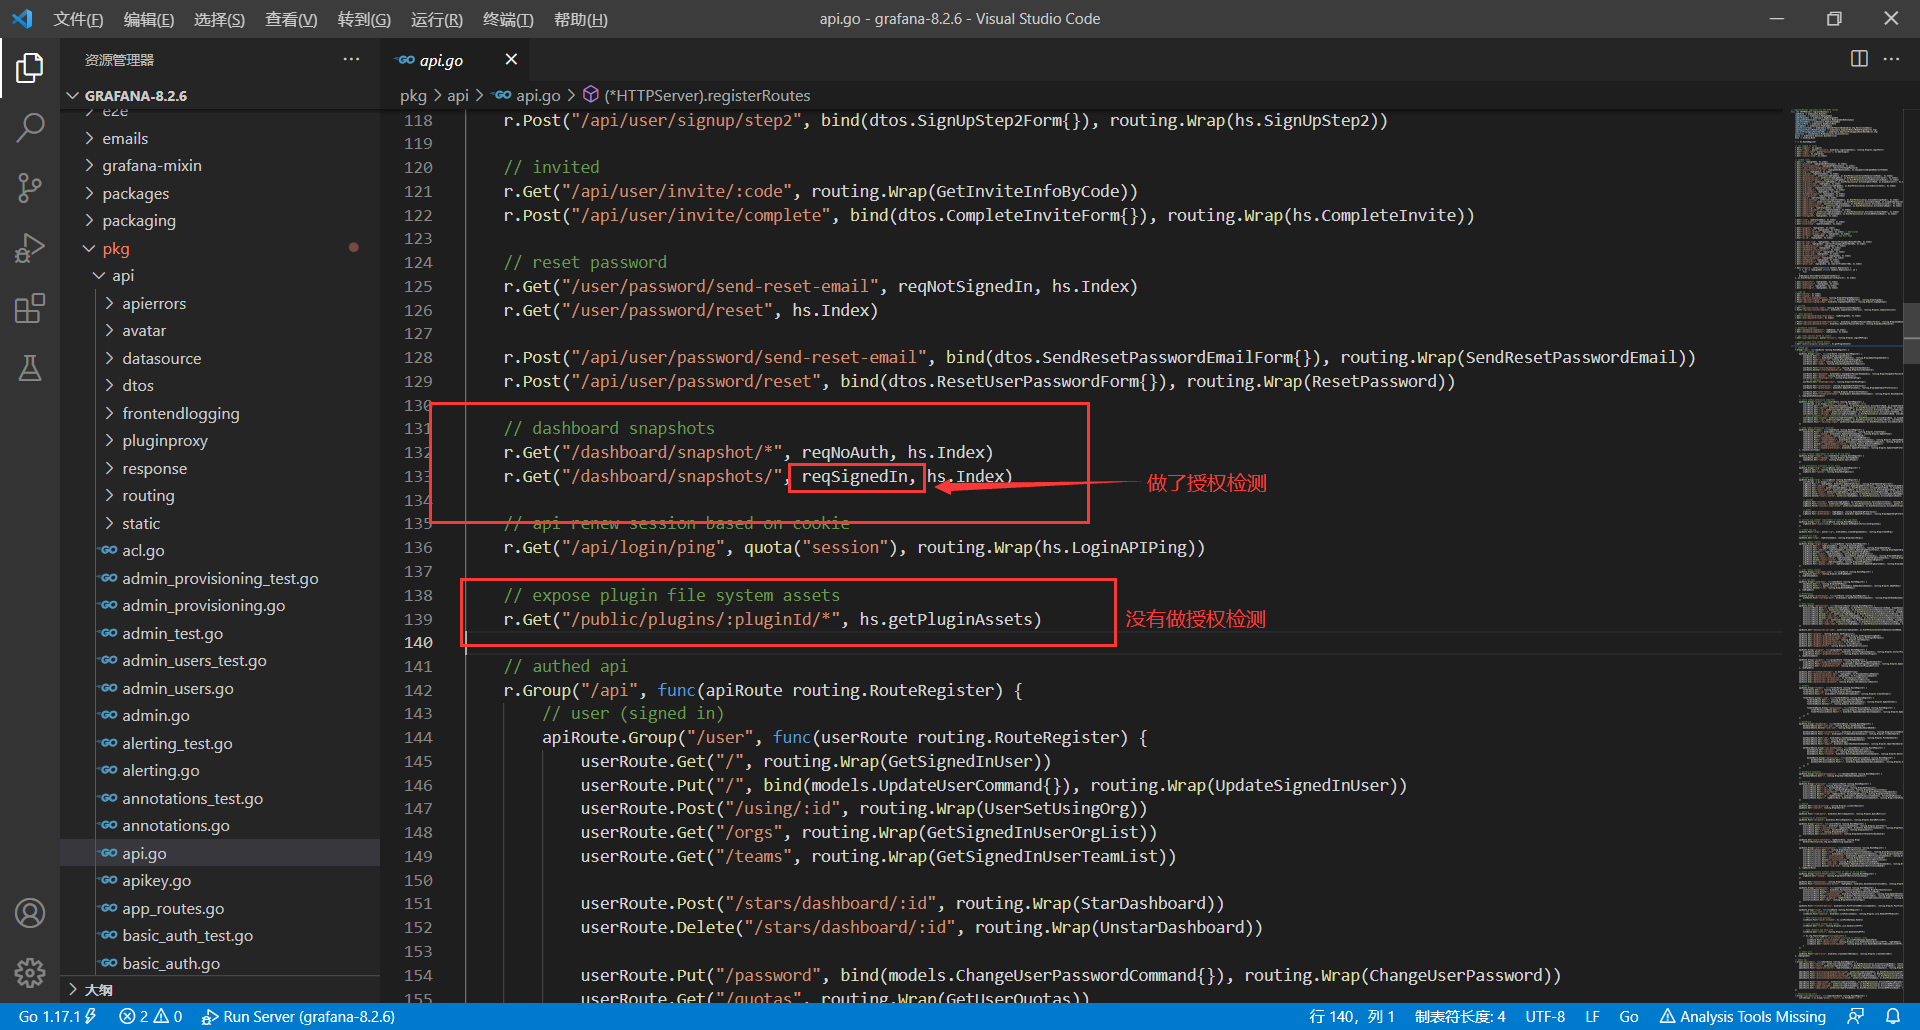 文件(F) 编辑(E) 选择(S) 查看(V) 转到(G) 运行(R) 终端(T) 帮助(H)
api.go - grafana-8.2.6 - Visual Studio Code
资源管理器
GRAFANA-8.2.6
e2e
emails
grafana-mixin
packages
packaging
pkg
api
apierrors
avatar
datasource
dtos
frontendlogging
pluginproxy
response
routing
static
acl.go
admin_provisioning_test.go
admin_provisioning.go
admin_test.go
admin_users_test.go
admin_users.go
admin.go
alerting_test.go
alerting.go
annotations_test.go
annotations.go
api.go
apikey.go
app_routes.go
basic_auth_test.go
basic_auth.go
大纲
api.go
pkg > api > api.go > (*HTTPServer).registerRoutes
118 r.Post("/api/user/signup/step2", bind(dtos.SignUpStep2Form{}), routing.Wrap(hs.SignUpStep2))
119
120 // invited
121 r.Get("/api/user/invite/:code", routing.Wrap(GetInviteInfoByCode))
122 r.Post("/api/user/invite/complete", bind(dtos.CompleteInviteForm{}), routing.Wrap(hs.CompleteInvite))
123
124 // reset password
125 r.Get("/user/password/send-reset-email", reqNotSignedIn, hs.Index)
126 r.Get("/user/password/reset", hs.Index)
127
128 r.Post("/api/user/password/send-reset-email", bind(dtos.SendResetPasswordEmailForm{}), routing.Wrap(SendResetPasswordEmail))
129 r.Post("/api/user/password/reset", bind(dtos.ResetUserPasswordForm{}), routing.Wrap(ResetPassword))
130
131 // dashboard snapshots
132 r.Get("/dashboard/snapshot/*", reqNoAuth, hs.Index)
133 r.Get("/dashboard/snapshots/", reqSignedIn, hs.Index)
做了授权检测
134
135 // api renew session based on cookie
136 r.Get("/api/login/ping", quota("session"), routing.Wrap(hs.LoginAPIPing))
137
138 // expose plugin file system assets
139 r.Get("/public/plugins/:pluginId/*", hs.getPluginAssets)
没有做授权检测
140
141 // authed api
142 r.Group("/api", func(apiRoute routing.RouteRegister) {
143 // user (signed in)
144 apiRoute.Group("/user", func(userRoute routing.RouteRegister) {
145 userRoute.Get("/", routing.Wrap(GetSignedInUser))
146 userRoute.Put("/", bind(models.UpdateUserCommand{}), routing.Wrap(UpdateSignedInUser))
147 userRoute.Post("/using/:id", routing.Wrap(UserSetUsingOrg))
148 userRoute.Get("/orgs", routing.Wrap(GetSignedInUserOrgList))
149 userRoute.Get("/teams", routing.Wrap(GetSignedInUserTeamList))
150
151 userRoute.Post("/stars/dashboard/:id", routing.Wrap(StarDashboard))
152 userRoute.Delete("/stars/dashboard/:id", routing.Wrap(UnstarDashboard))
153
154 userRoute.Put("/password", bind(models.ChangeUserPasswordCommand{}), routing.Wrap(ChangeUserPassword))
155 userRoute.Get("/quotas", routing.Wrap(GetUserQuotas))
Go 1.17.1 2 0 Run Server (grafana-8.2.6)
行 140, 列 1 制表符长度: 4 UTF-8 LF Go Analysis Tools Missing